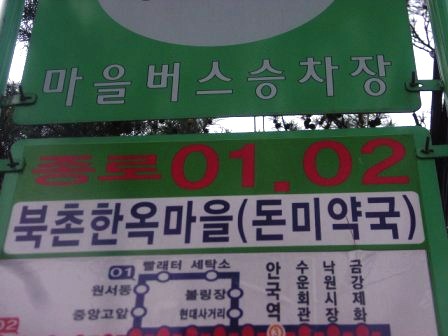 마을버스승차장
종로01.02
북촌한옥마을(돈미약국)
01
빨래터 세탁소
원서동
볼링장
중앙고앞
현대사거리
안국역
수운회관
낙원시장
금강제화